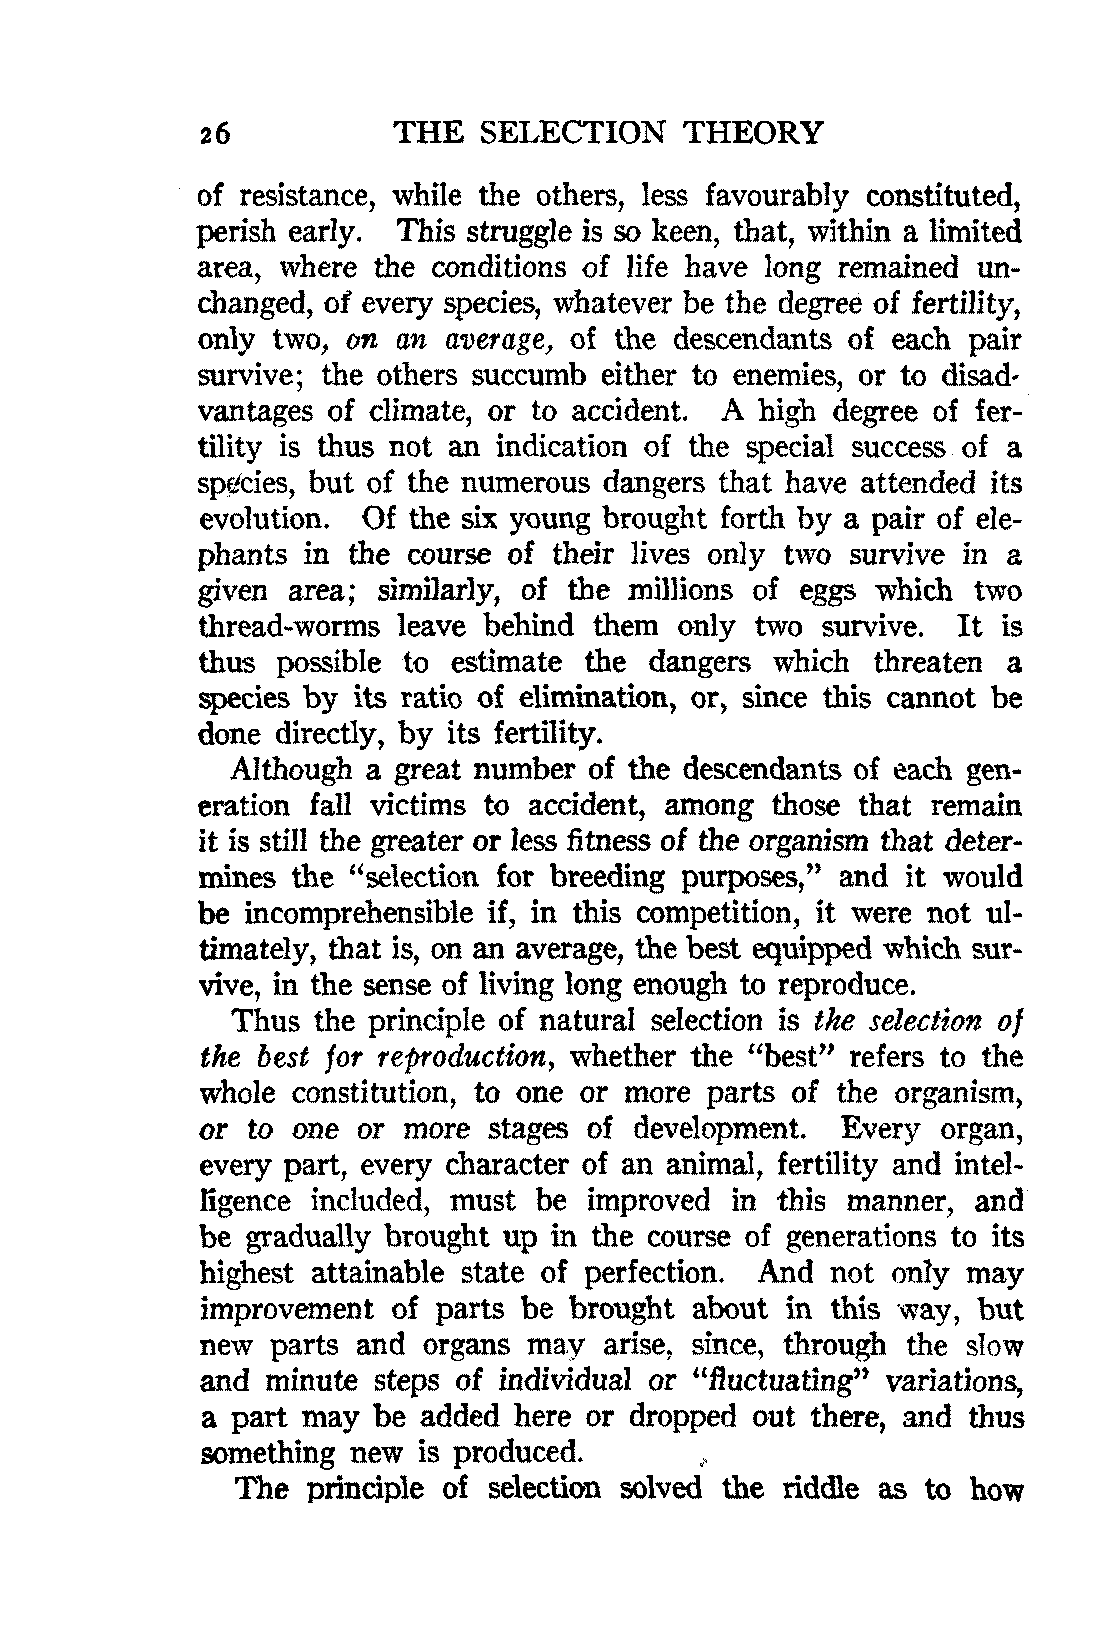 26 THE SELECTION THEORY
of resistance, while the others, less favourably constituted,
perish early. This struggle is so keen, that, within a limited
area, where the conditions of life have long remained un-
changed, of every species, whatever be the degree of fertility,
only two, on an average, of the descendants of each pair
survive; the others succumb either to enemies, or to disad-
vantages of climate, or to accident. A high degree of fer-
tility is thus not an indication of the special success of a
species, but of the numerous dangers that have attended its
evolution. Of the six young brought forth by a pair of ele-
phants in the course of their lives only two survive in a
given area; similarly, of the millions of eggs which two
thread-worms leave behind them only two survive. It is
thus possible to estimate the dangers which threaten a
species by its ratio of elimination, or, since this cannot be
done directly, by its fertility.
Although a great number of the descendants of each gen-
eration fall victims to accident, among those that remain
it is still the greater or less fitness of the organism that deter-
mines the "selection for breeding purposes," and it would
be incomprehensible if, in this competition, it were not ul-
timately, that is, on an average, the best equipped which sur-
vive, in the sense of living long enough to reproduce.
Thus the principle of natural selection is the selection of
the best for reproduction, whether the "best" refers to the
whole constitution, to one or more parts of the organism,
or to one or more stages of development. Every organ,
every part, every character of an animal, fertility and intel-
ligence included, must be improved in this manner, and
be gradually brought up in the course of generations to its
highest attainable state of perfection. And not only may
improvement of parts be brought about in this way, but
new parts and organs may arise, since, through the slow
and minute steps of individual or "fluctuating" variations,
a part may be added here or dropped out there, and thus
something new is produced.
The principle of selection solved the riddle as to how